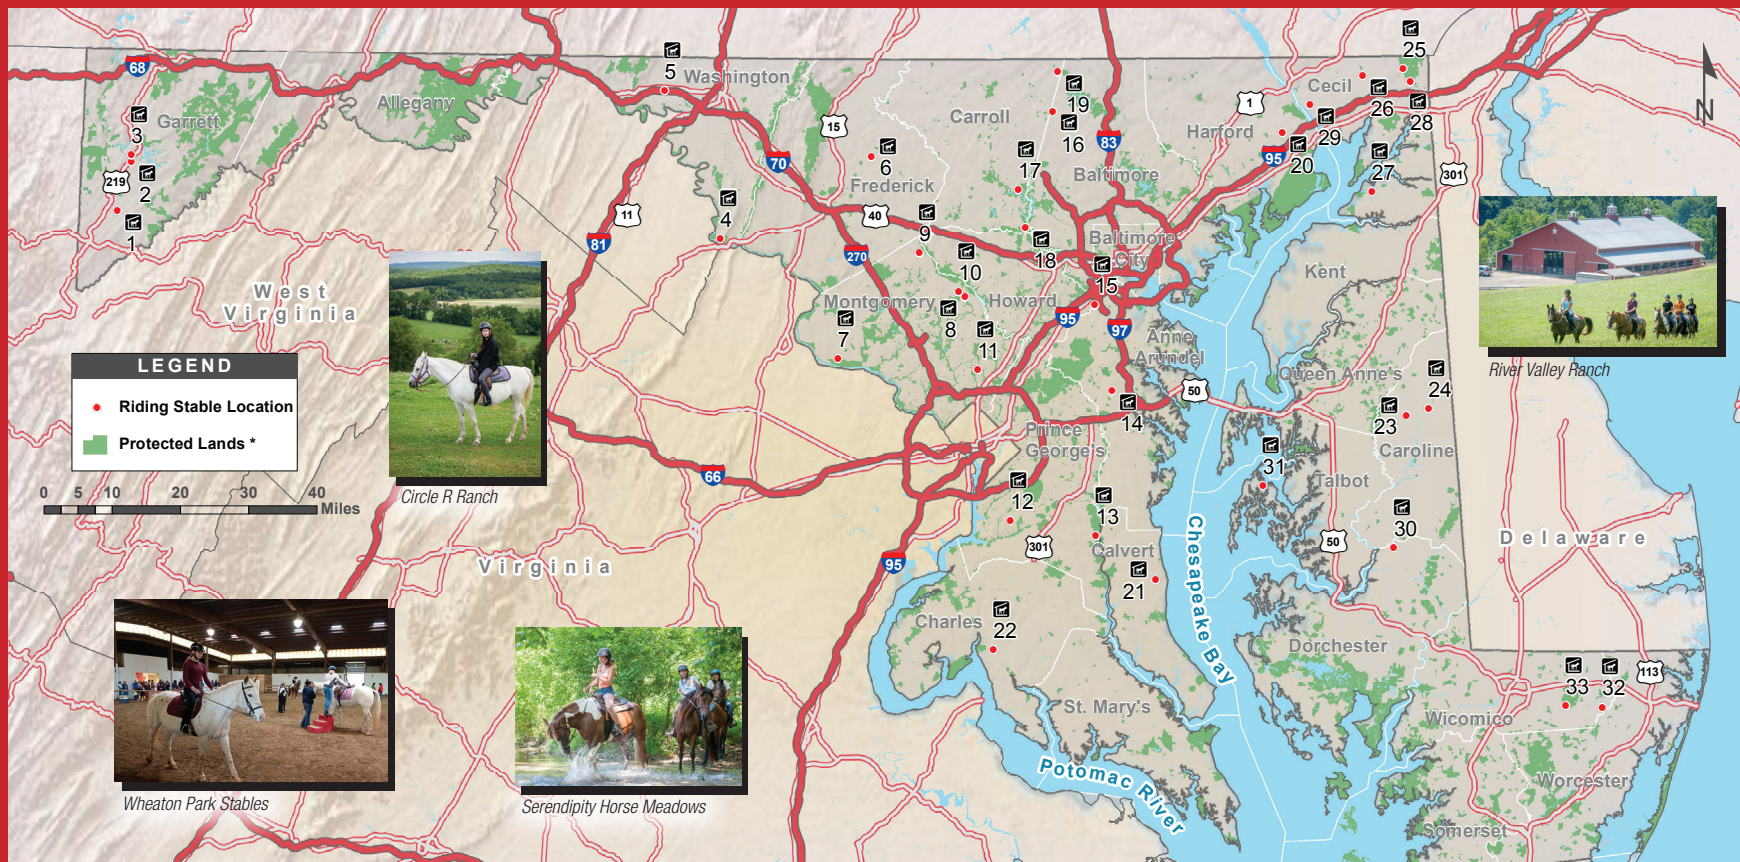 68
219
Garrett
Allegany
Washington
11
81
15
70
6
Frederick
40
270
Carroll
83
Baltimore
Harford
1
95
Cecil
301
1
2
3
4
5
7
8
9
10
11
12
13
14
15
16
17
18
19
20
21
22
23
24
25
26
27
28
29
30
31
32
33
Baltimore
City
Kent
Montgomery
Howard
95
97
Anne
Arundel
50
Queen Anne's
Caroline
Talbot
50
Prince
George's
301
Calvert
Charles
St. Mary's
Dorchester
Wicomico
Worcester
Somerset
113
66
95
West
Virginia
Virginia
Delaware
Chesapeake Bay
Potomac River
N
LEGEND
Riding Stable Location
Protected Lands *
0 5 10 20 30 40
Miles
Circle R Ranch
River Valley Ranch
Wheaton Park Stables
Serendipity Horse Meadows